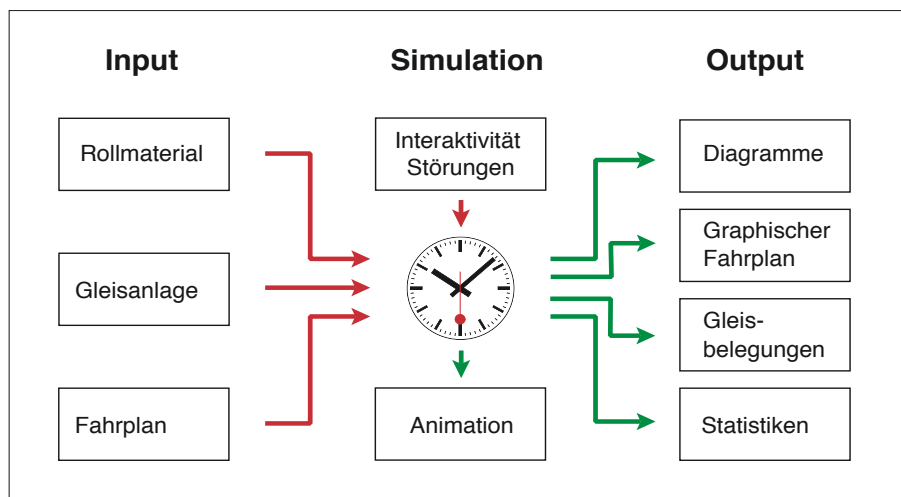 Input
Simulation
Output
Rollmaterial
Gleisanlage
Fahrplan
Interaktivität
Störungen
Animation
Diagramme
Graphischer
Fahrplan
Gleis-
belegungen
Statistiken